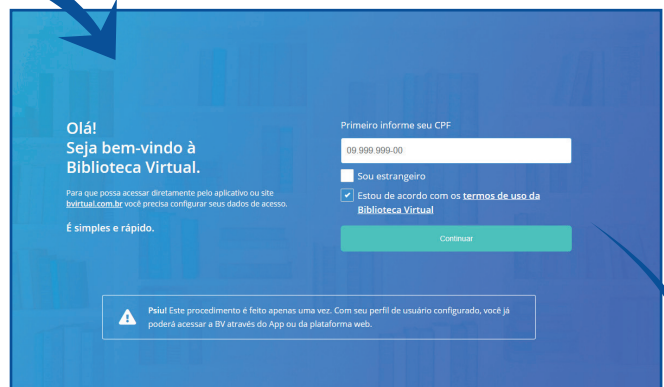 Olá!
Seja bem-vindo à
Biblioteca Virtual.
Para que possa acessar diretamente pelo aplicativo ou site
bvirtual.com.br você precisa configurar seus dados de acesso.
É simples e rápido.
Primeiro informe seu CPF
09.999.999-00
Sou estrangeiro
Estou de acordo com os termos de uso da
Biblioteca Virtual
Continuar
Psiu! Este procedimento é feito apenas uma vez. Com seu perfil de usuário configurado, você já
poderá acessar a BV através do App ou da plataforma web.